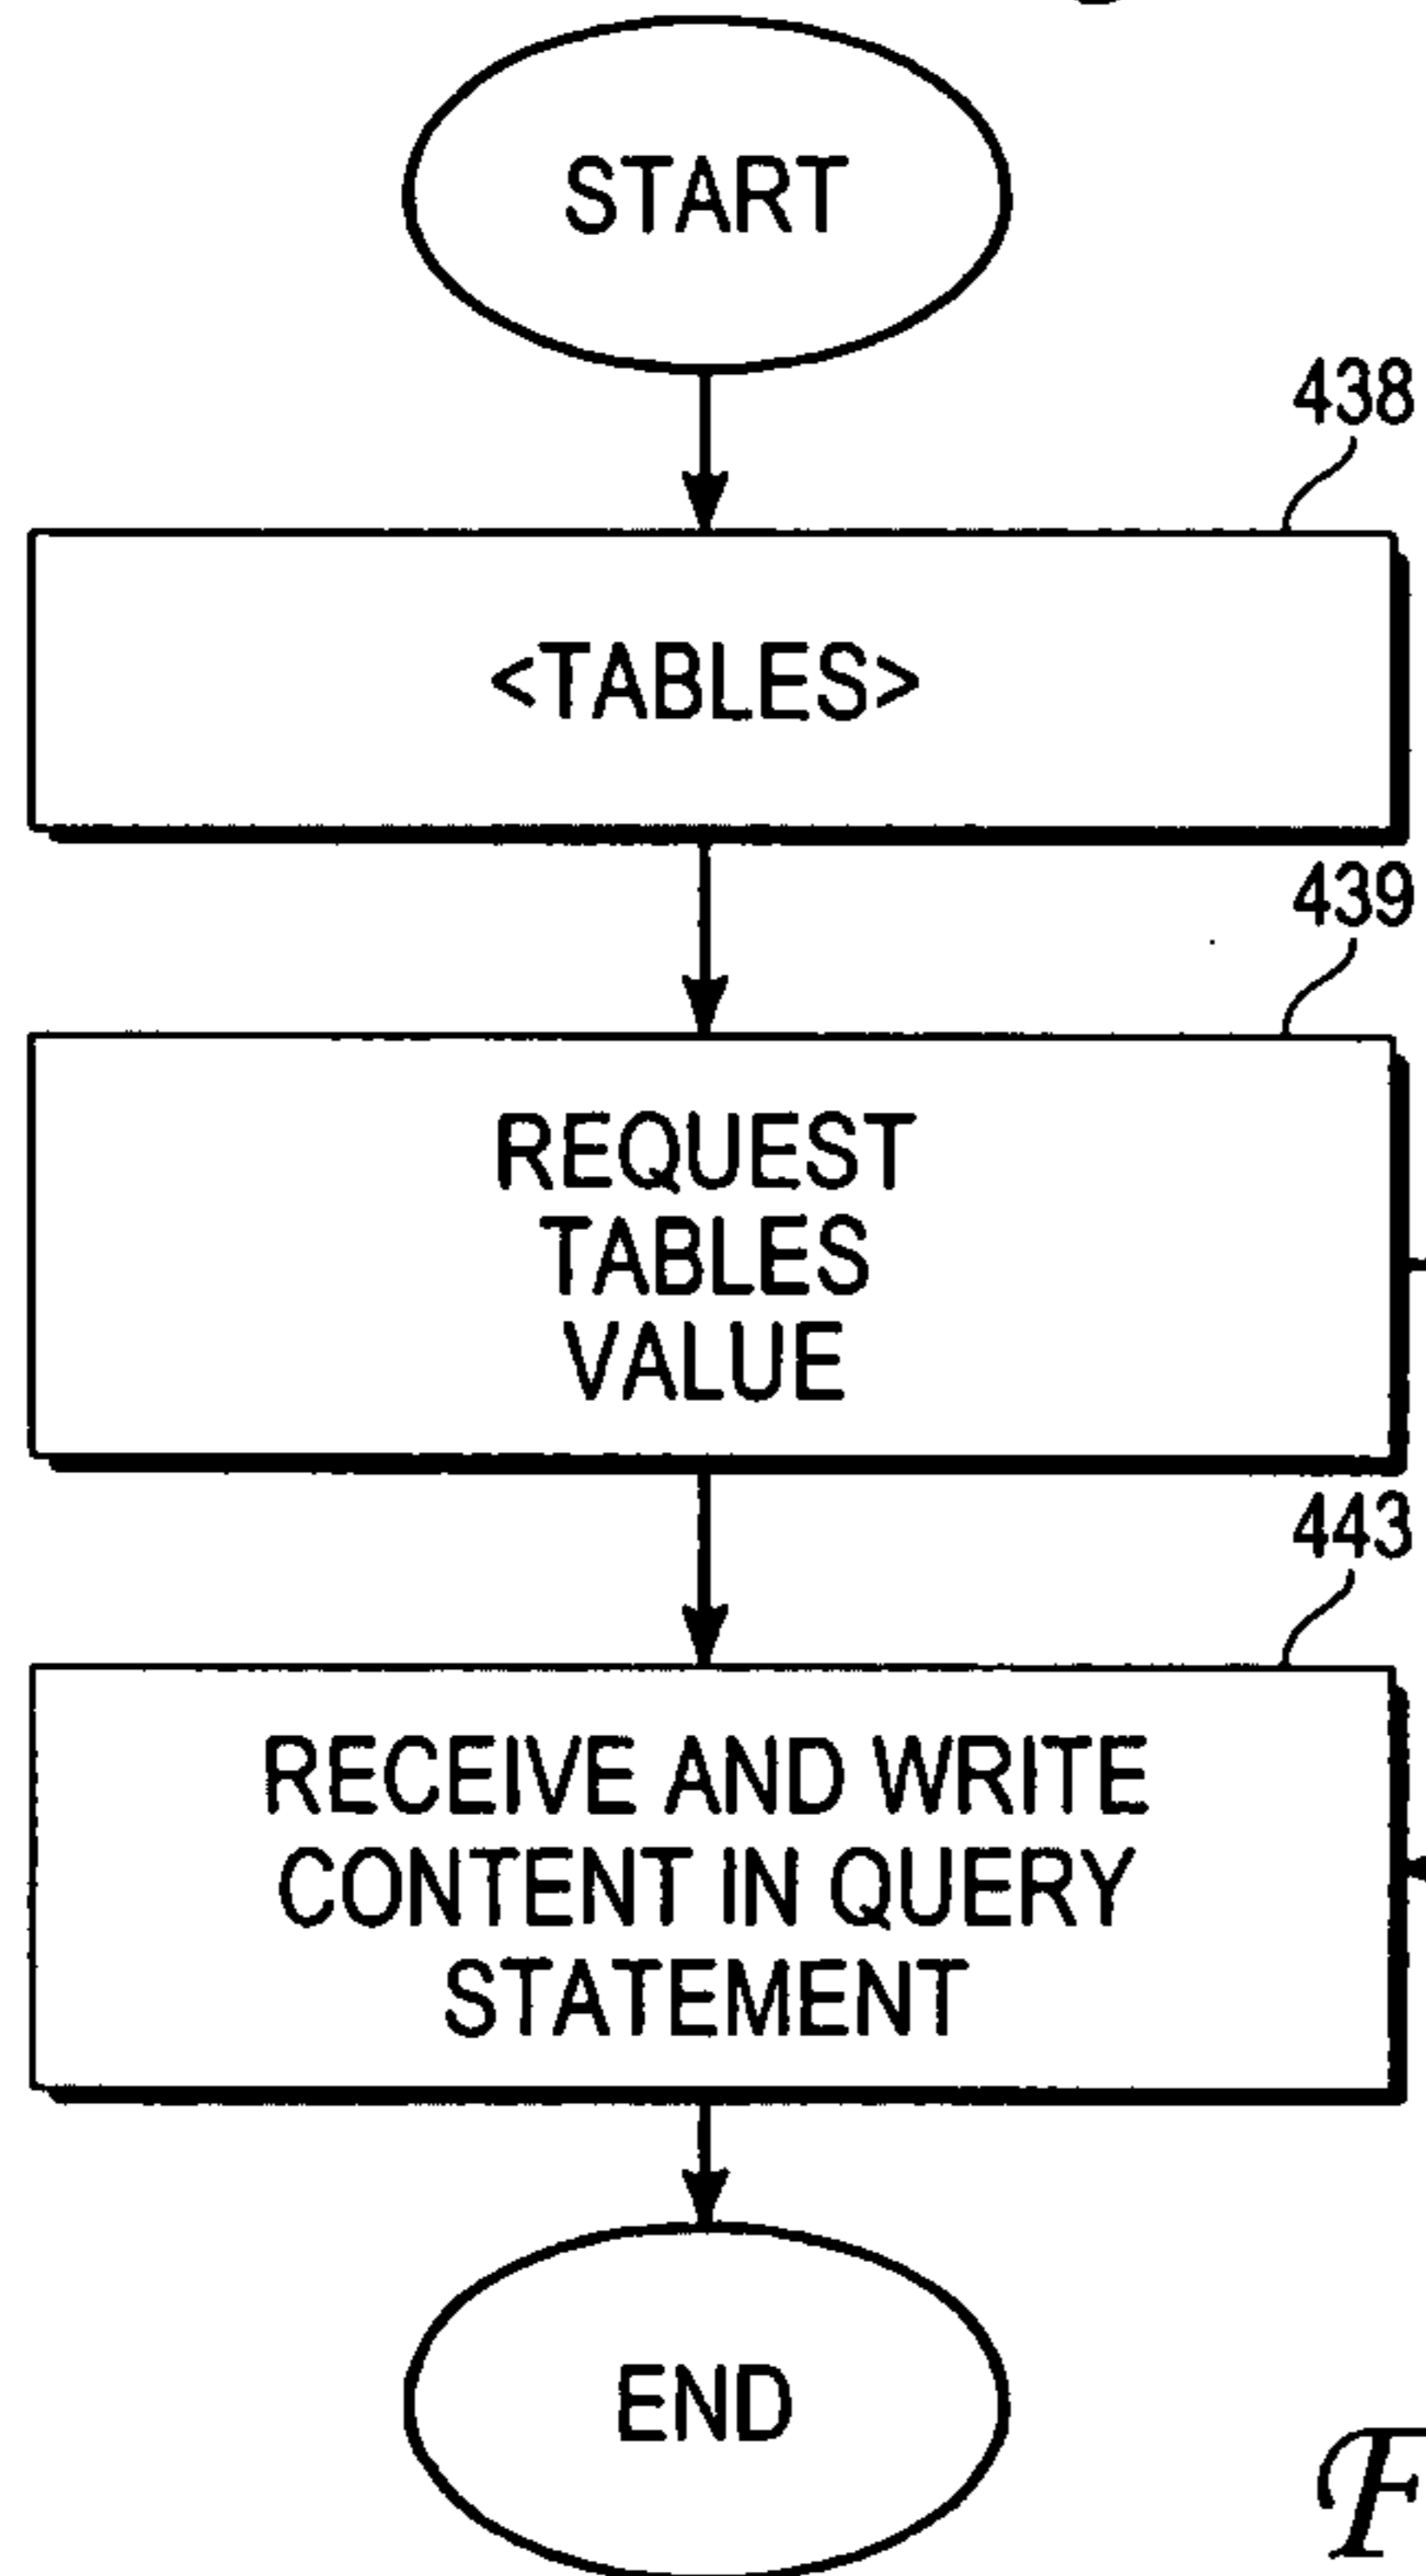 START
438
<TABLES>
439
REQUEST
TABLES
VALUE
443
RECEIVE AND WRITE
CONTENT IN QUERY
STATEMENT
END